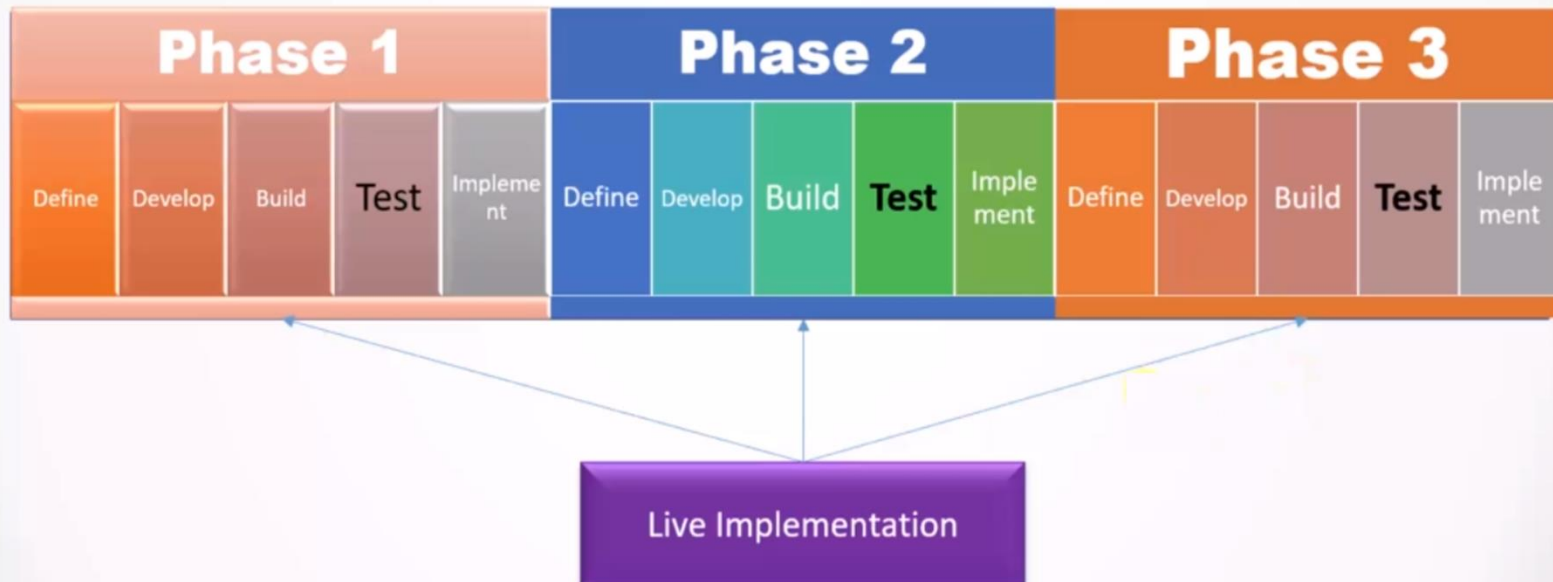 Phase 1
Phase 2
Phase 3
Define
Develop
Build
Test
Impleme
nt
Define
Develop
Build
Test
Imple
ment
Define
Develop
Build
Test
Imple
ment
Live Implementation